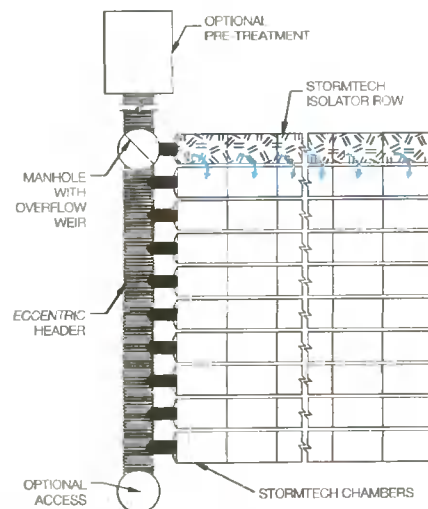 OPTIONAL
PRE-TREATMENT
STORMTECH
ISOLATOR ROW
MANHOLE
WITH
OVERFLOW
WEIR
ECCENTRIC
HEADER
OPTIONAL
ACCESS
STORMTECH CHAMBERS